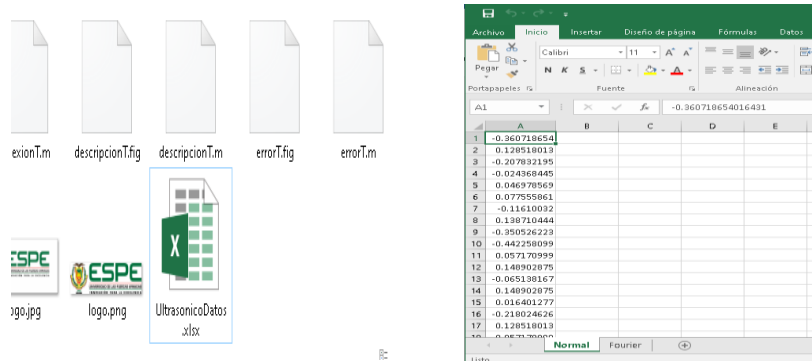 exionT.m
descripcionT.fig
descripcionT.m
errorT.fig
errorT.m
ESPE
ESPE
X
ogo.jpg
logo.png
UltrasonicoDatos
.xlsx
Archivo Inicio Insertar Diseño de página Fórmulas Datos
Pegar
Calibri 11
N K S
Portapapeles Fuente Alineación
A1 fx -0.360718654016431
A B C D E
1 -0.360718654
2 0.128518013
3 -0.207832195
4 -0.024368445
5 0.046978569
6 0.077555861
7 -0.11610032
8 0.138710444
9 -0.350526223
10 -0.442258099
11 0.057170999
12 0.148902875
13 -0.065138167
14 0.148902875
15 0.016401277
16 -0.218024626
17 0.128518013
Normal Fourier
Listo